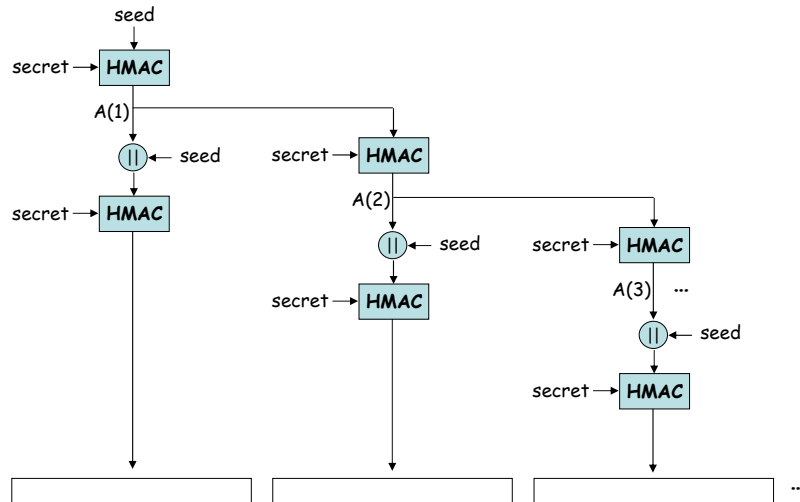 seed
secret HMAC
A(1)
|| seed
secret HMAC
secret HMAC
A(2)
|| seed
secret HMAC
secret HMAC
A(3) ...
|| seed
secret HMAC
..